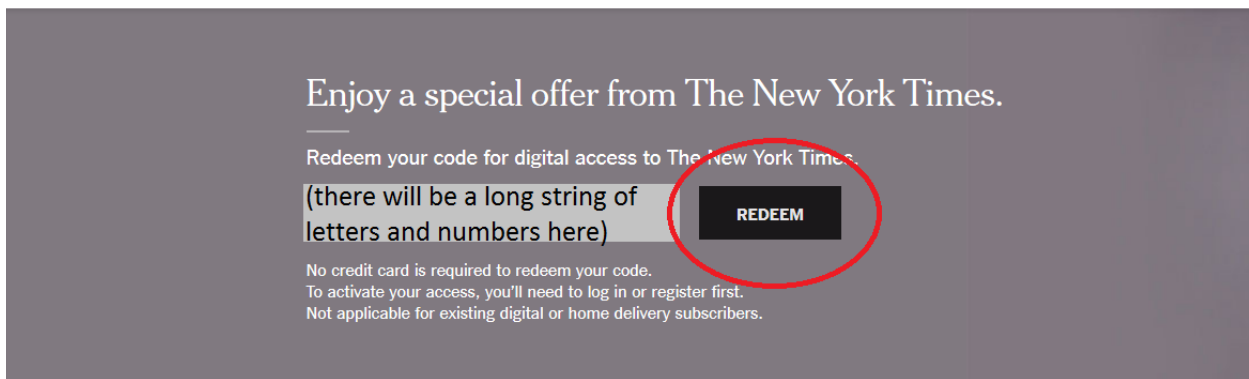 Enjoy a special offer from The New York Times.
Redeem your code for digital access to The New York Times.
(there will be a long string of
letters and numbers here)
REDEEM
No credit card is required to redeem your code.
To activate your access, you'll need to log in or register first.
Not applicable for existing digital or home delivery subscribers.